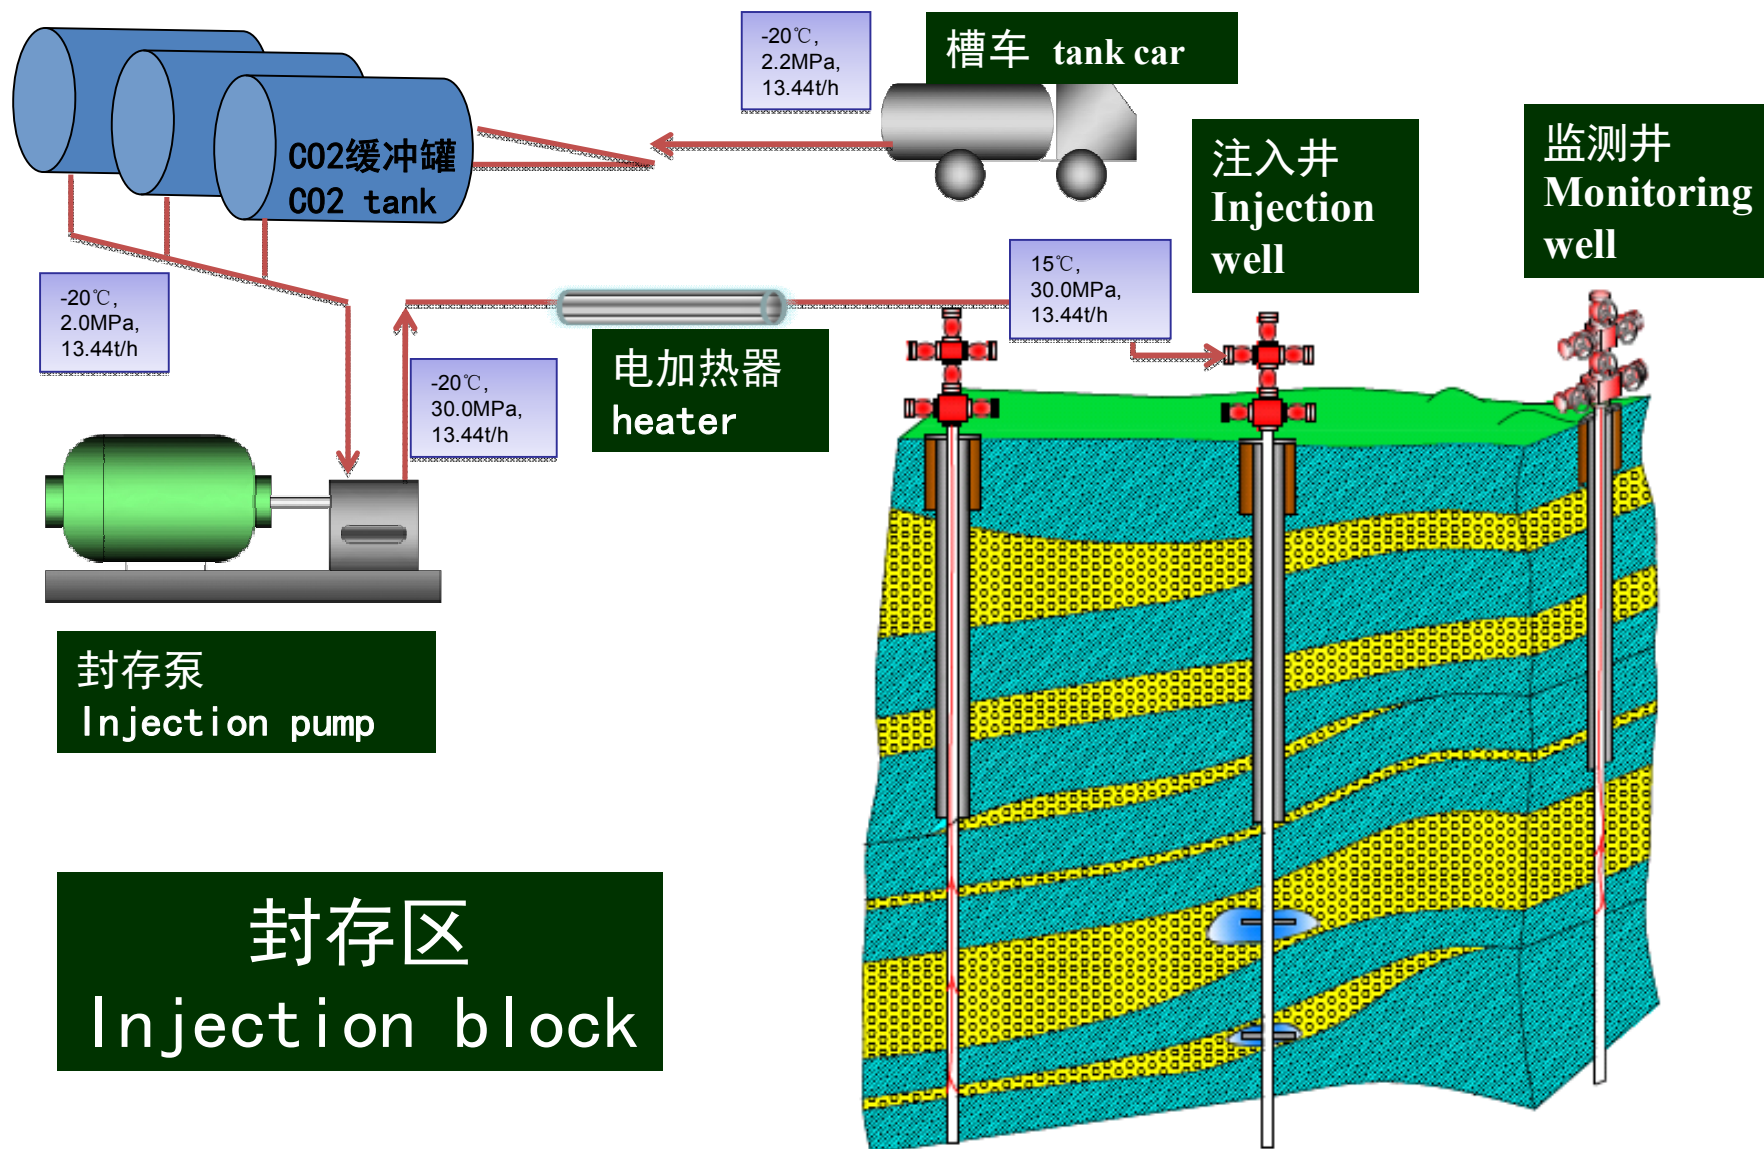 -20℃,
2.2MPa,
13.44t/h
槽车 tank car
CO2缓冲罐
CO2 tank
注入井
Injection
well
监测井
Monitoring
well
-20℃,
2.0MPa,
13.44t/h
15℃,
30.0MPa,
13.44t/h
电加热器
heater
-20℃,
30.0MPa,
13.44t/h
封存泵
Injection pump
封存区
Injection block